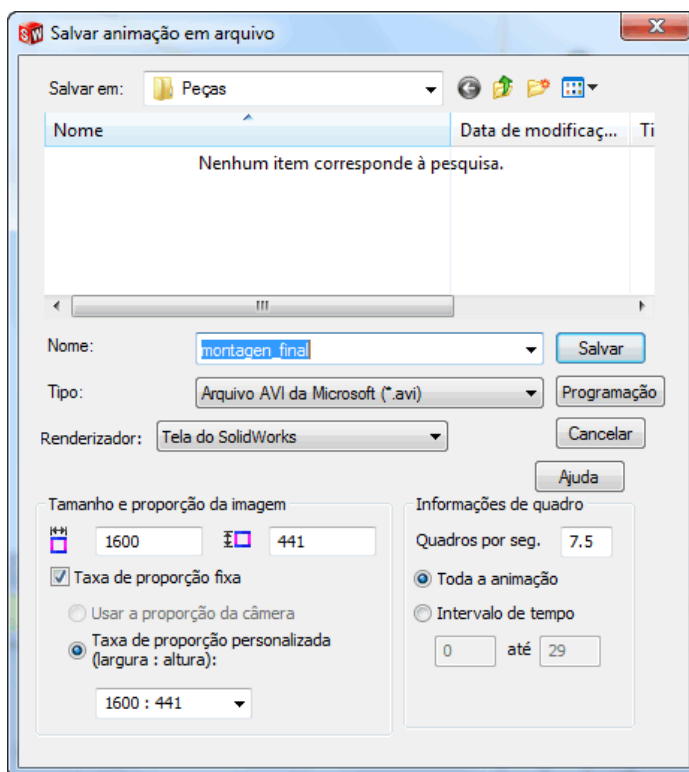 SW Salvar animação em arquivo
Salvar em: Peças
Nome Data de modificaç... Ti
Nenhum item corresponde à pesquisa.
Nome: montagen_final Salvar
Tipo: Arquivo AVI da Microsoft (*.avi) Programação
Renderizador: Tela do SolidWorks Cancelar
Ajuda
Tamanho e proporção da imagem
1600 441
Taxa de proporção fixa
Usar a proporção da câmera
Taxa de proporção personalizada
(largura : altura):
1600 : 441
Informações de quadro
Quadros por seg. 7.5
Toda a animação
Intervalo de tempo
0 até 29